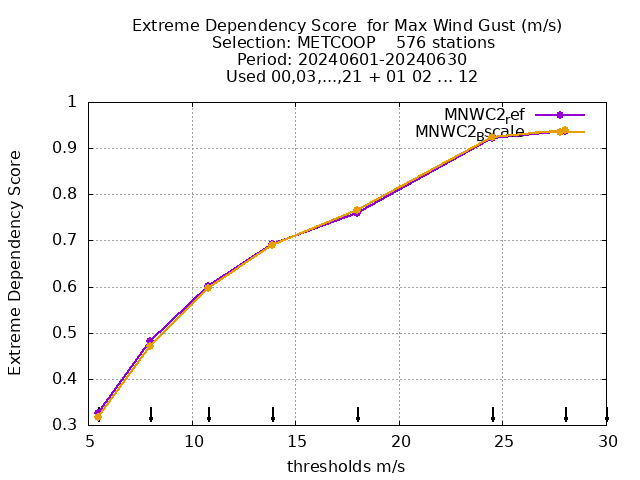 Extreme Dependency Score  for Max Wind Gust (m/s)
Selection: METCOOP    576 stations
Period: 20240601-20240630
Used 00,03,...,21 + 01 02 ... 12
MNWC2ref
MNWC2Bscale
Extreme Dependency Score
1
0.9
0.8
0.7
0.6
0.5
0.4
0.3
5 10 15 20 25 30
thresholds m/s